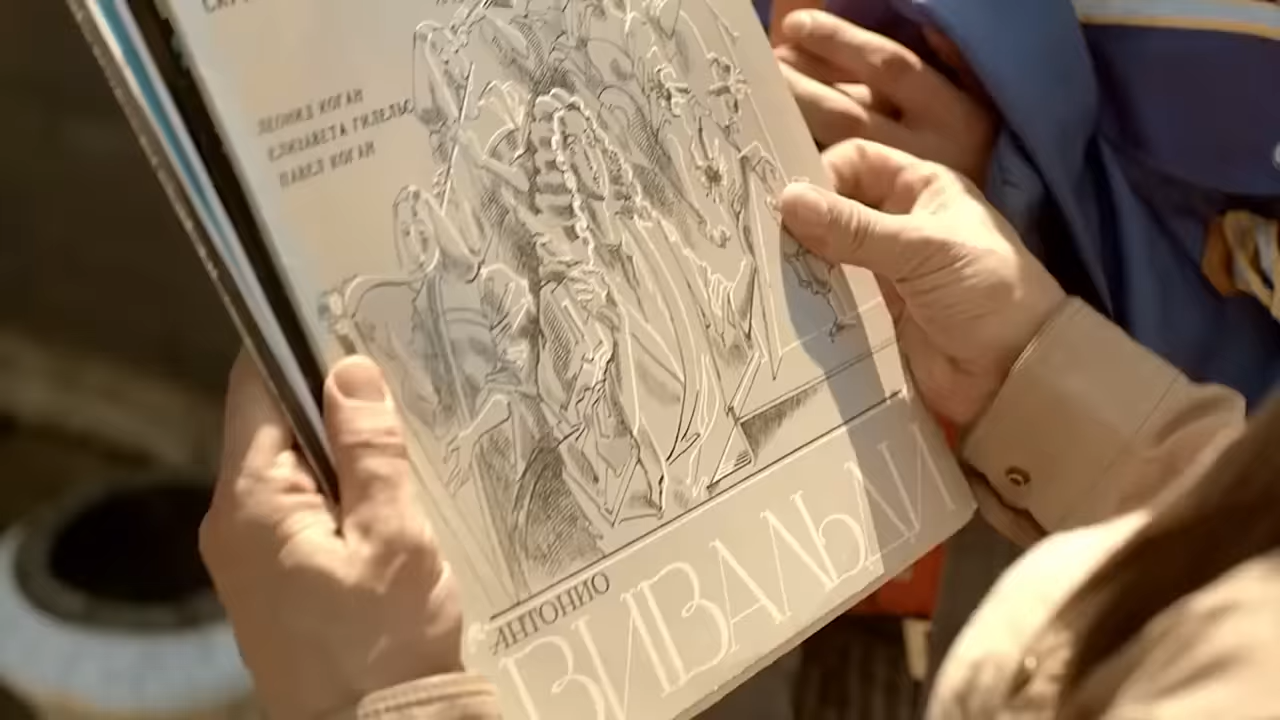 ЛЕОНИД КОГАН
ЕЛИЗАВЕТА ГИЛЕЛЬС
ПАВЕЛ КОГАН
АНТОНИО
ВИВАЛЬДИ